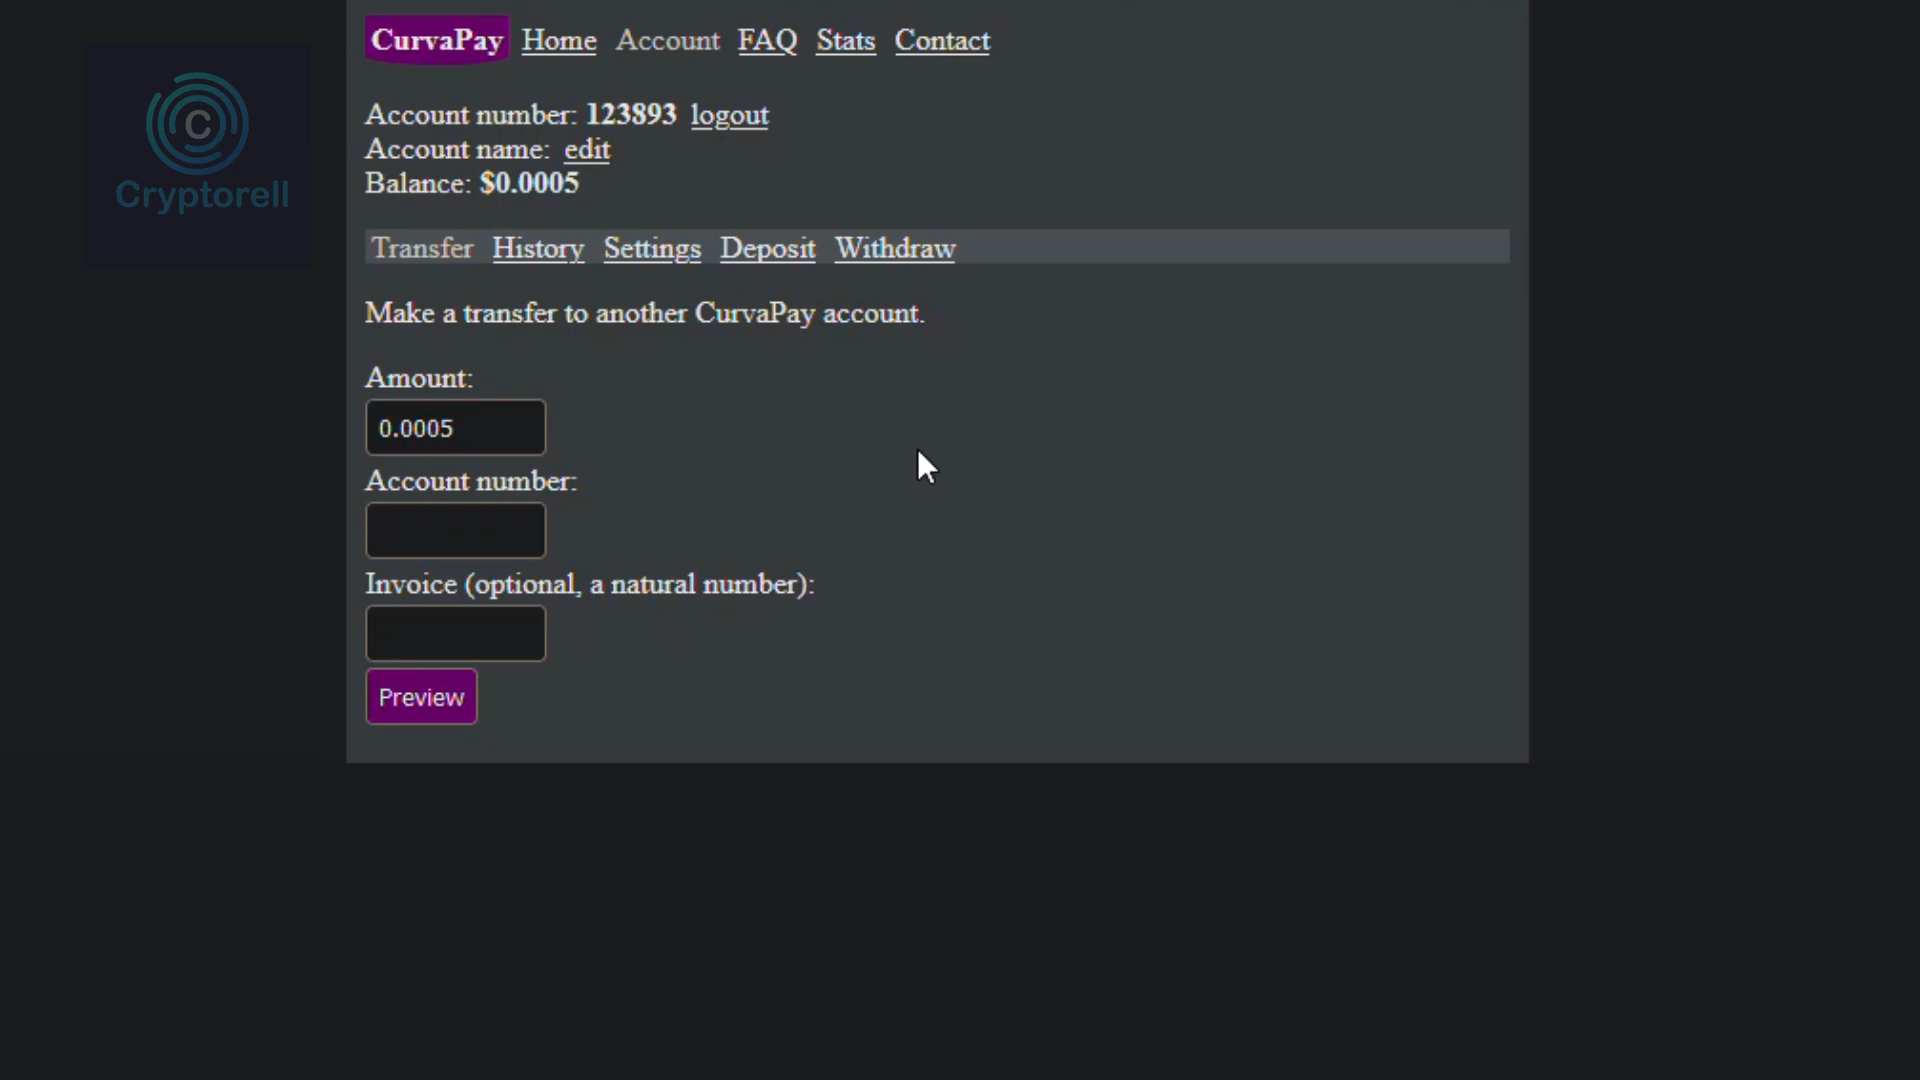 CurvaPay Home Account FAQ Stats Contact
C
Cryptorell
Account number: 123893 logout
Account name: edit
Balance: $0.0005
Transfer History Settings Deposit Withdraw
Make a transfer to another CurvaPay account.
Amount:
0.0005
Account number:
Invoice (optional, a natural number):
Preview